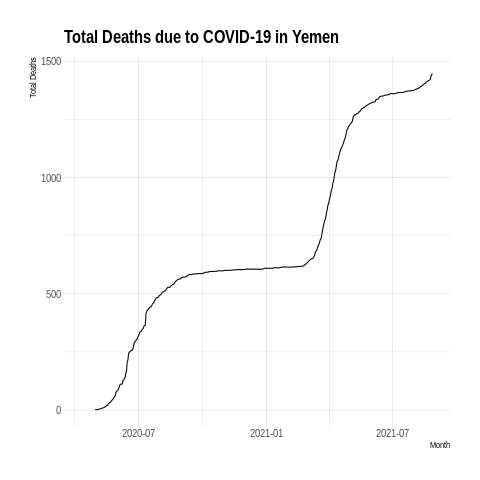 Total Deaths due to COVID-19 in Yemen
Total Deaths
1500
1000
500
0
2020-07
2021-01
2021-07
Month